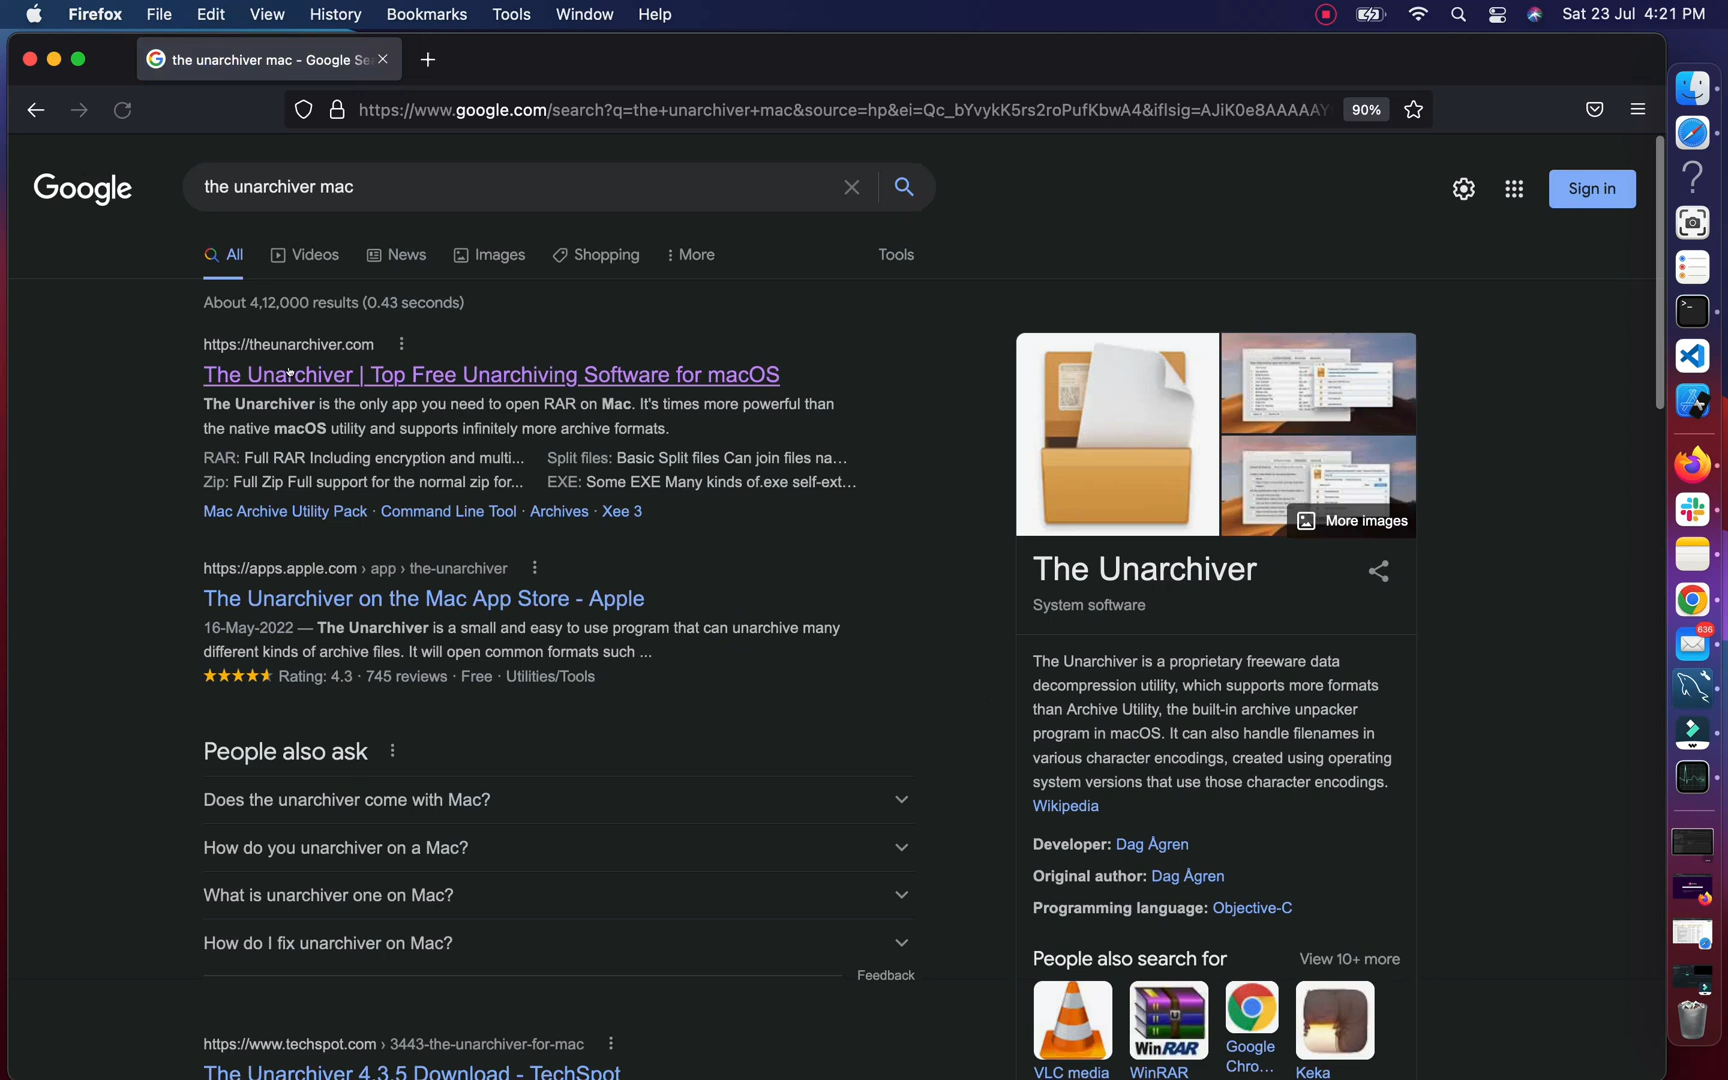 Firefox File Edit View History Bookmarks Tools Window Help Sat 23 Jul 4:21 PM
the unarchiver mac - Google Se
https://www.google.com/search?q=the+unarchiver+mac&source=hp&ei=Qc_bYvykK5rs2roPufKbwA4&iflsig=AJiK0e8AAAAAY 90%
Google
the unarchiver mac
Sign in
All Videos News Images Shopping More Tools
About 4,12,000 results (0.43 seconds)
https://theunarchiver.com
The Unarchiver | Top Free Unarchiving Software for macOS
The Unarchiver is the only app you need to open RAR on Mac. It's times more powerful than
the native macOS utility and supports infinitely more archive formats.
RAR: Full RAR Including encryption and multi... Split files: Basic Split files Can join files na...
Zip: Full Zip Full support for the normal zip for... EXE: Some EXE Many kinds of.exe self-ext...
Mac Archive Utility Pack · Command Line Tool · Archives · Xee 3
https://apps.apple.com › app › the-unarchiver
The Unarchiver on the Mac App Store - Apple
16-May-2022 — The Unarchiver is a small and easy to use program that can unarchive many
different kinds of archive files. It will open common formats such ...
Rating: 4.3 · 745 reviews · Free · Utilities/Tools
People also ask
Does the unarchiver come with Mac?
How do you unarchiver on a Mac?
What is unarchiver one on Mac?
How do I fix unarchiver on Mac?
Feedback
https://www.techspot.com › 3443-the-unarchiver-for-mac
The Unarchiver 4.3.5 Download - TechSpot
More images
The Unarchiver
System software
The Unarchiver is a proprietary freeware data
decompression utility, which supports more formats
than Archive Utility, the built-in archive unpacker
program in macOS. It can also handle filenames in
various character encodings, created using operating
system versions that use those character encodings.
Wikipedia
Developer: Dag Ågren
Original author: Dag Ågren
Programming language: Objective-C
People also search for View 10+ more
WinRAR
VLC media WinRAR Google Chro... Keka
636